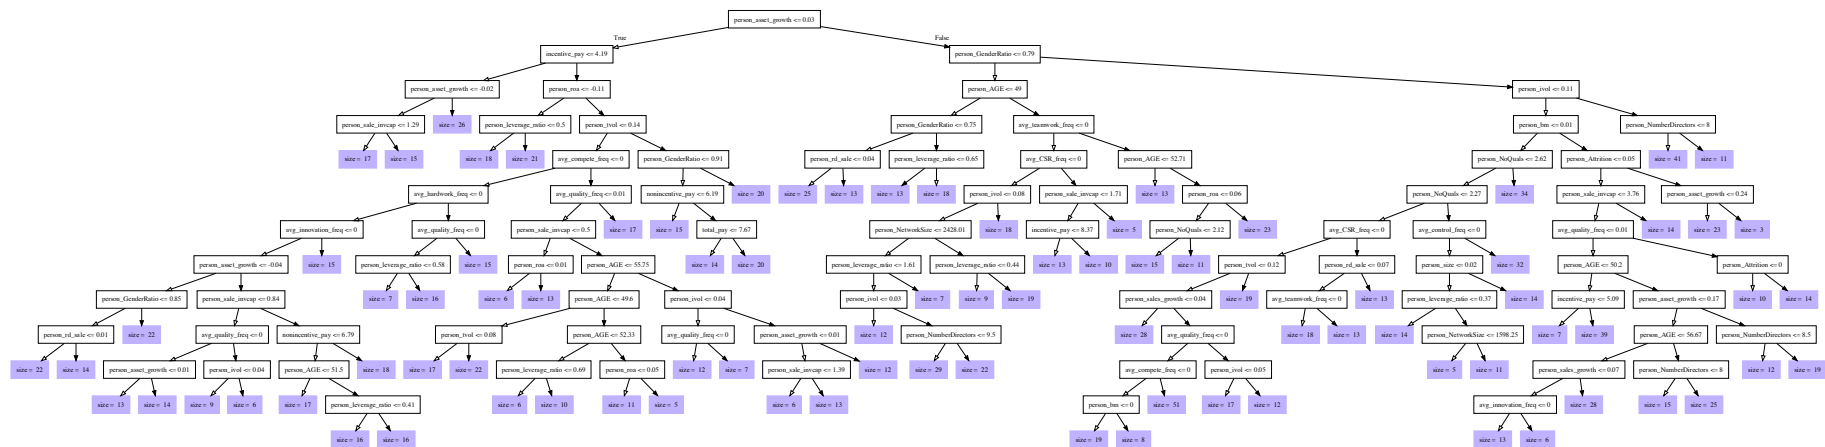 person_asset_growth <= 0.03
True
False
incentive_pay <= 4.19
person_GenderRatio <= 0.79
person_asset_growth <= -0.02
person_roa <= -0.11
person_AGE <= 49
person_ivol <= 0.11
person_sale_invcap <= 1.29
size = 26
person_leverage_ratio <= 0.5
person_tvol <= 0.14
person_GenderRatio <= 0.75
avg_teamwork_freq <= 0
person_bm <= 0.01
person_NumberDirectors <= 8
size = 17
size = 15
size = 18
size = 21
avg_compete_freq <= 0
person_GenderRatio <= 0.91
person_rd_sale <= 0.04
person_leverage_ratio <= 0.65
avg_CSR_freq <= 0
person_AGE <= 52.71
person_NoQuals <= 2.62
person_Attrition <= 0.05
size = 41
size = 11
avg_hardwork_freq <= 0
avg_quality_freq <= 0.01
nonincentive_pay <= 6.19
size = 20
size = 25
size = 13
size = 13
size = 18
person_ivol <= 0.08
person_sale_invcap <= 1.71
size = 13
person_roa <= 0.06
person_NoQuals <= 2.27
size = 34
person_sale_invcap <= 3.76
person_asset_growth <= 0.24
avg_innovation_freq <= 0
avg_quality_freq <= 0
person_sale_invcap <= 0.5
size = 17
size = 15
total_pay <= 7.67
person_NetworkSize <= 2428.01
size = 18
incentive_pay <= 8.37
size = 5
person_NoQuals <= 2.12
size = 23
avg_CSR_freq <= 0
avg_control_freq <= 0
avg_quality_freq <= 0.01
size = 14
size = 23
size = 3
person_asset_growth <= -0.04
size = 15
person_leverage_ratio <= 0.58
size = 15
person_roa <= 0.01
person_AGE <= 55.75
size = 14
size = 20
person_leverage_ratio <= 1.61
person_leverage_ratio <= 0.44
size = 13
size = 10
size = 15
size = 11
person_tvol <= 0.12
person_rd_sale <= 0.07
person_size <= 0.02
size = 32
person_AGE <= 50.2
person_Attrition <= 0
person_GenderRatio <= 0.85
person_sale_invcap <= 0.84
size = 7
size = 16
size = 6
size = 13
person_AGE <= 49.6
person_ivol <= 0.04
person_ivol <= 0.03
size = 7
size = 9
size = 19
person_sales_growth <= 0.04
size = 19
avg_teamwork_freq <= 0
size = 13
person_leverage_ratio <= 0.37
size = 14
incentive_pay <= 5.09
person_asset_growth <= 0.17
size = 10
size = 14
person_rd_sale <= 0.01
size = 22
avg_quality_freq <= 0
nonincentive_pay <= 6.79
person_tvol <= 0.08
person_AGE <= 52.33
avg_quality_freq <= 0
person_asset_growth <= 0.01
size = 12
person_NumberDirectors <= 9.5
size = 28
avg_quality_freq <= 0
size = 18
size = 13
size = 14
person_NetworkSize <= 1598.25
size = 7
size = 39
person_AGE <= 56.67
person_NumberDirectors <= 8.5
size = 22
size = 14
person_asset_growth <= 0.01
person_ivol <= 0.04
person_AGE <= 51.5
size = 18
size = 17
size = 22
person_leverage_ratio <= 0.69
person_roa <= 0.05
size = 12
size = 7
person_sale_invcap <= 1.39
size = 12
size = 29
size = 22
avg_compete_freq <= 0
person_ivol <= 0.05
size = 5
size = 11
person_sales_growth <= 0.07
person_NumberDirectors <= 8
size = 12
size = 19
size = 13
size = 14
size = 9
size = 6
size = 17
person_leverage_ratio <= 0.41
size = 6
size = 10
size = 11
size = 5
size = 6
size = 13
person_bm <= 0
size = 51
size = 17
size = 12
avg_innovation_freq <= 0
size = 28
size = 15
size = 25
size = 16
size = 16
size = 19
size = 8
size = 13
size = 6